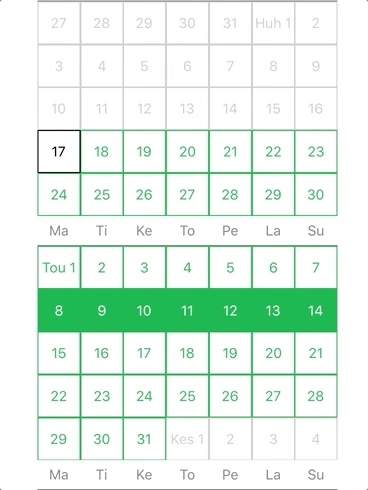 27 28 29 30 31 Huh 1 2
3 4 5 6 7 8 9
10 11 12 13 14 15 16
17 18 19 20 21 22 23
24 25 26 27 28 29 30
Ma Ti Ke To Pe La Su
Tou 1 2 3 4 5 6 7
8 9 10 11 12 13 14
15 16 17 18 19 20 21
22 23 24 25 26 27 28
29 30 31 Kes 1 2 3 4
Ma Ti Ke To Pe La Su